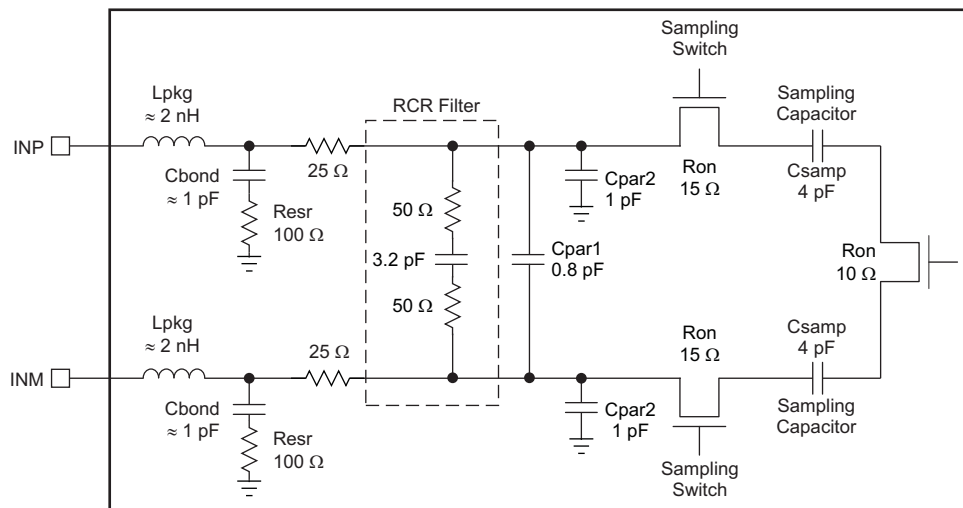 Sampling
Switch
Lpkg
≈ 2 nH
RCR Filter
Sampling
Capacitor
INP
25 Ω
Cbond
≈ 1 pF
Resr
100 Ω
50 Ω
3.2 pF
50 Ω
Cpar1
0.8 pF
Cpar2
1 pF
Ron
15 Ω
Csamp
4 pF
Ron
10 Ω
Lpkg
≈ 2 nH
25 Ω
Ron
15 Ω
Csamp
4 pF
INM
Cbond
≈ 1 pF
Resr
100 Ω
Cpar2
1 pF
Sampling
Capacitor
Sampling
Switch